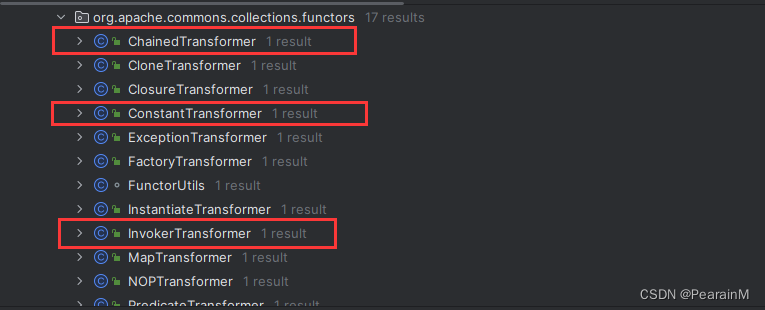 org.apache.commons.collections.functors 17 results
ChainedTransformer 1 result
CloneTransformer 1 result
ClosureTransformer 1 result
ConstantTransformer 1 result
ExceptionTransformer 1 result
FactoryTransformer 1 result
FunctorUtils 1 result
InstantiateTransformer 1 result
InvokerTransformer 1 result
MapTransformer 1 result
NOPTransformer 1 result
PredicateTransformer 1 result
CSDN @PearainM